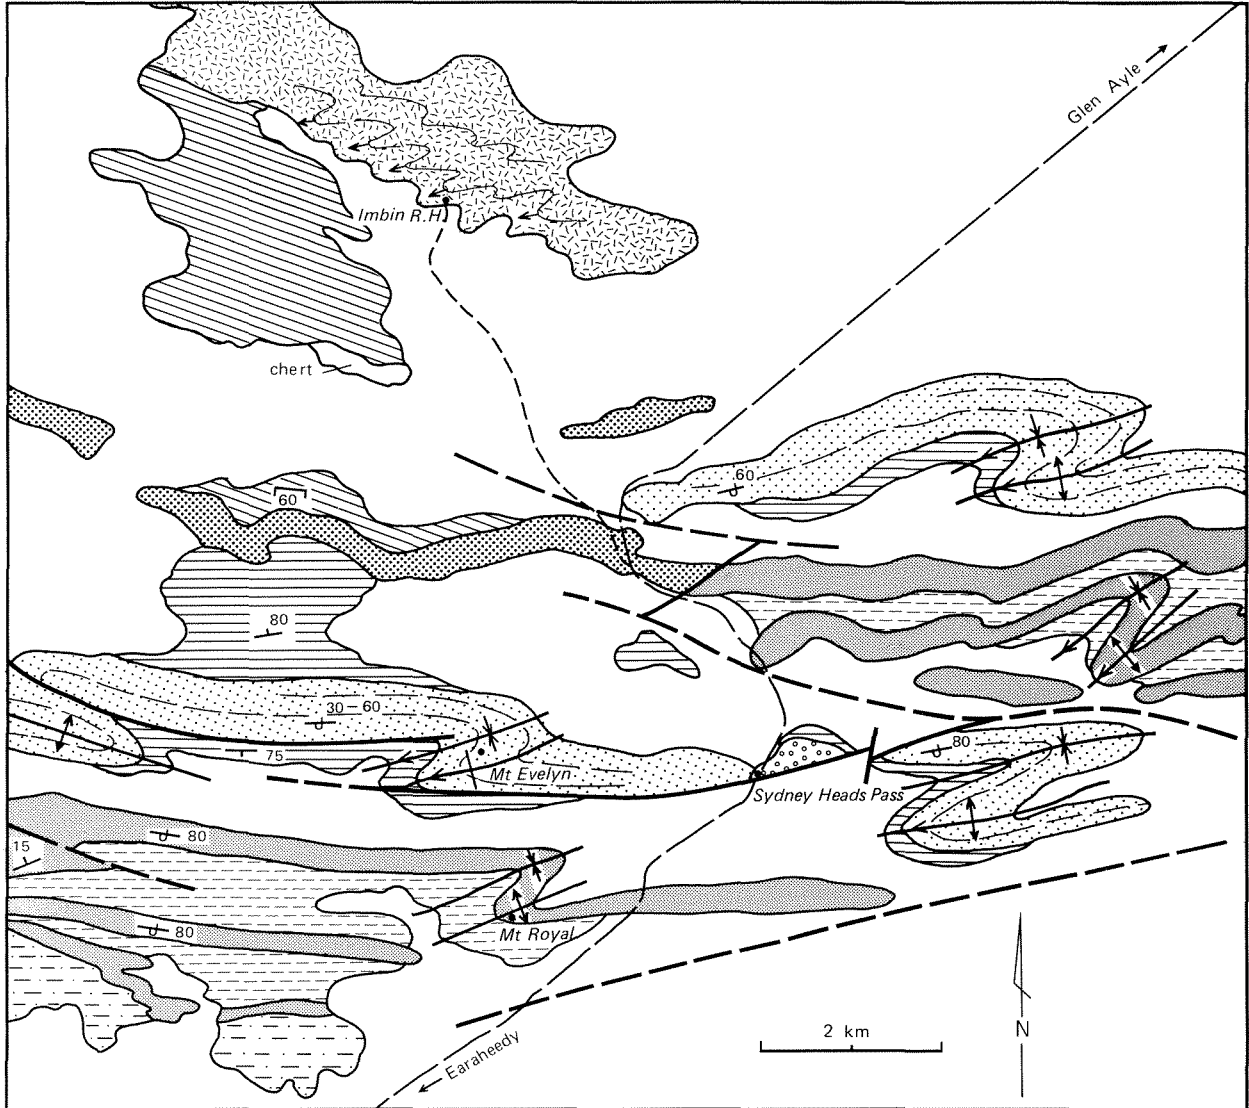 Glen Ayle
Imbin R.H.
chert
60
60
80
30-60
75
Mt Evelyn
80
Sydney Heads Pass
80
15
80
Mt Royal
2 km
N
Earaheedy